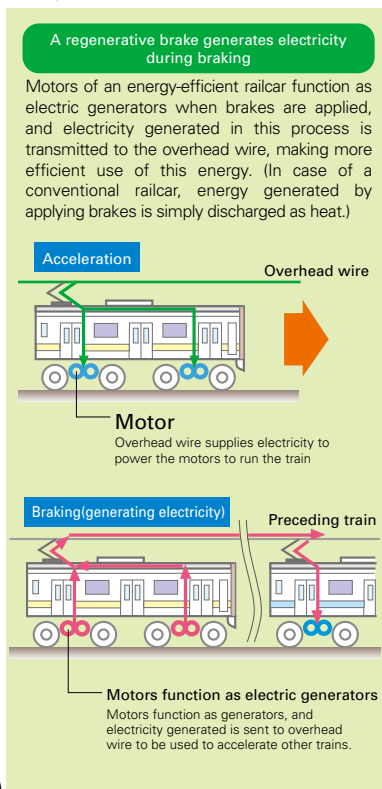 A regenerative brake generates electricity
during braking
Motors of an energy-efficient railcar function as
electric generators when brakes are applied,
and electricity generated in this process is
transmitted to the overhead wire, making more
efficient use of this energy. (In case of a
conventional railcar, energy generated by
applying brakes is simply discharged as heat.)
Acceleration
Overhead wire
Motor
Overhead wire supplies electricity to
power the motors to run the train
Braking(generating electricity)
Preceding train
Motors function as electric generators
Motors function as generators, and
electricity generated is sent to overhead
wire to be used to accelerate other trains.